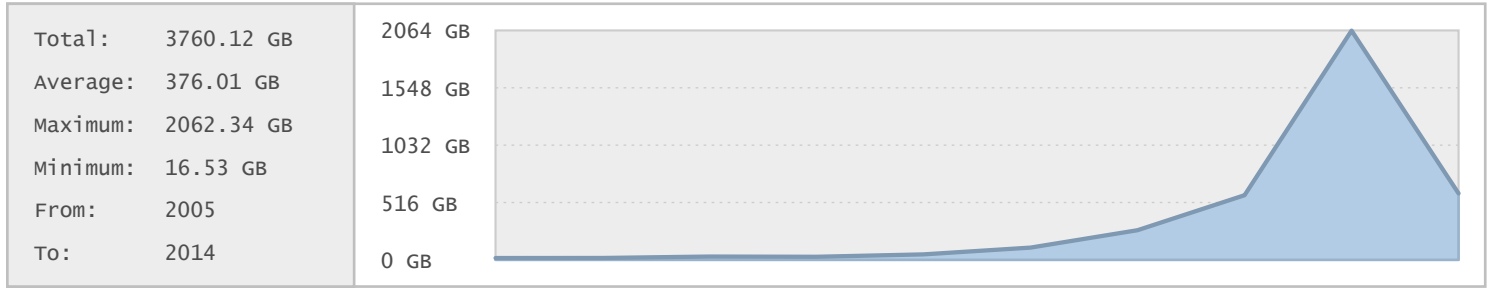 Total: 3760.12 GB
Average: 376.01 GB
Maximum: 2062.34 GB
Minimum: 16.53 GB
From: 2005
To: 2014
2064 GB
1548 GB
1032 GB
516 GB
0 GB